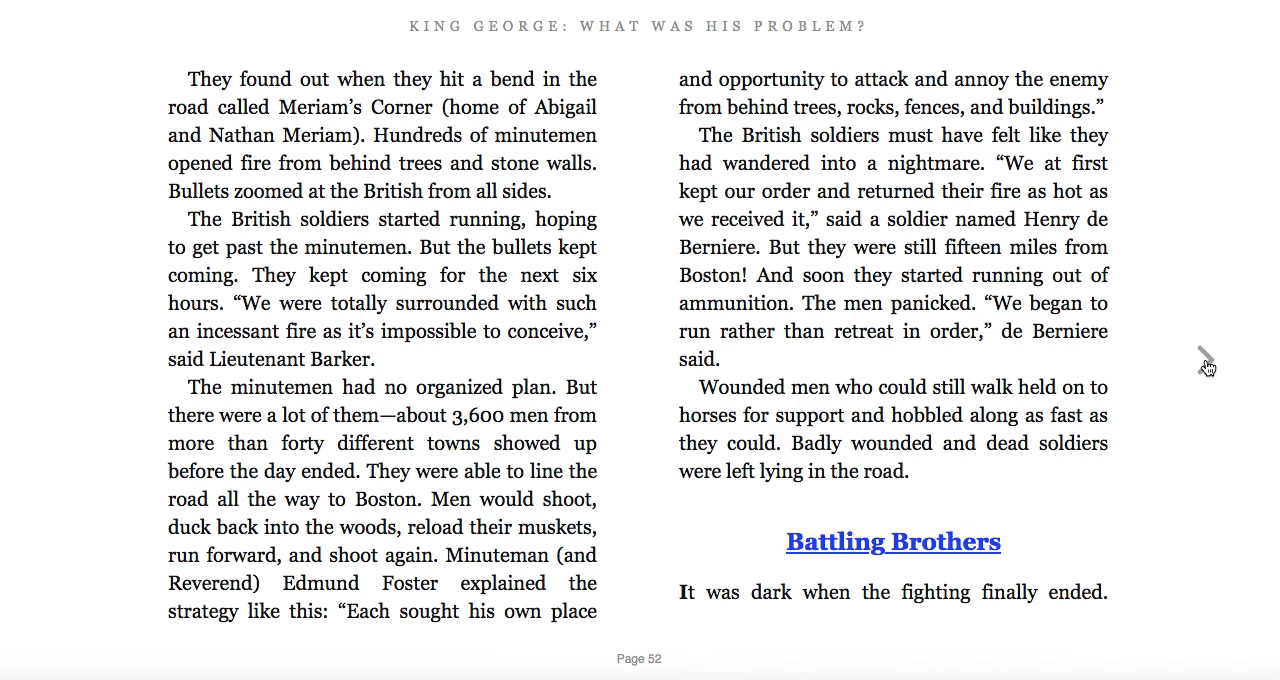 KING GEORGE: WHAT WAS HIS PROBLEM?
They found out when they hit a bend in the
road called Meriam’s Corner (home of Abigail
and Nathan Meriam). Hundreds of minutemen
opened fire from behind trees and stone walls.
Bullets zoomed at the British from all sides.
The British soldiers started running, hoping
to get past the minutemen. But the bullets kept
coming. They kept coming for the next six
hours. “We were totally surrounded with such
an incessant fire as it’s impossible to conceive,”
said Lieutenant Barker.
The minutemen had no organized plan. But
there were a lot of them—about 3,600 men from
more than forty different towns showed up
before the day ended. They were able to line the
road all the way to Boston. Men would shoot,
duck back into the woods, reload their muskets,
run forward, and shoot again. Minuteman (and
Reverend) Edmund Foster explained the
strategy like this: “Each sought his own place
and opportunity to attack and annoy the enemy
from behind trees, rocks, fences, and buildings.”
The British soldiers must have felt like they
had wandered into a nightmare. “We at first
kept our order and returned their fire as hot as
we received it,” said a soldier named Henry de
Berniere. But they were still fifteen miles from
Boston! And soon they started running out of
ammunition. The men panicked. “We began to
run rather than retreat in order,” de Berniere
said.
Wounded men who could still walk held on to
horses for support and hobbled along as fast as
they could. Badly wounded and dead soldiers
were left lying in the road.
Battling Brothers
It was dark when the fighting finally ended.
Page 52